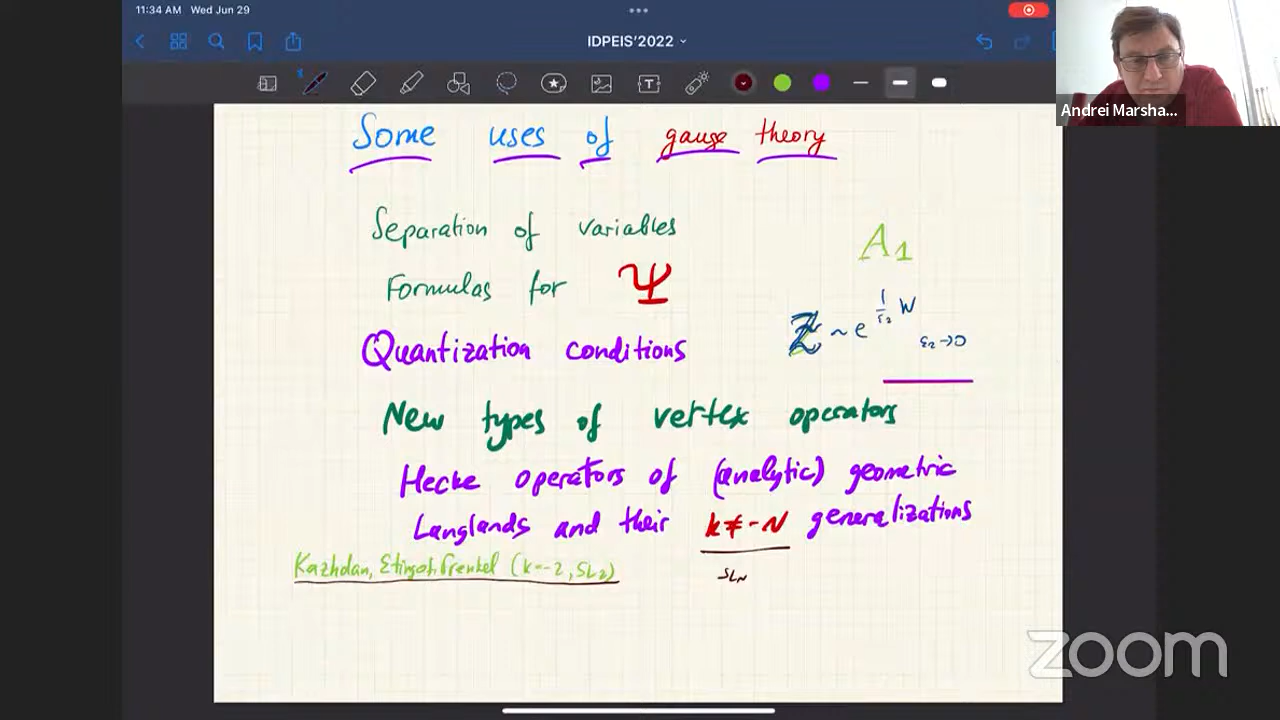 11:34 AM Wed Jun 29
IDPEIS'2022
Andrei Marsha...
Some uses of gauge theory
Separation of variables
A1
Formulas for Ψ
Z ~ e^{1/ε2 W} ε2→0
Quantization conditions
New types of vertex operators
Hecke operators of (analytic) geometric
Langlands and their k≠-N generalizations
Kazhdan, Etingof, Frenkel (k=-2, SL2)
SLN
zoom